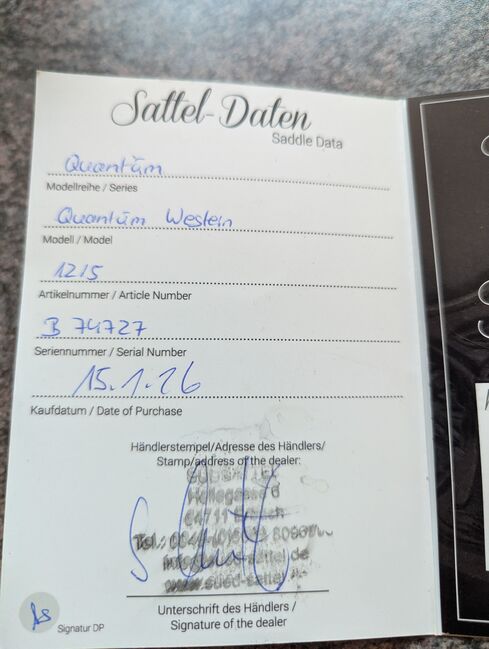 Sattel-Daten
Saddle Data
Quantum
Modellreihe / Series
Quantum Western
Modell / Model
1215
Artikelnummer / Article Number
B 74727
Seriennummer / Serial Number
15.1.26
Kaufdatum / Date of Purchase
Händlerstempel/Adresse des Händlers/
Stamp/address of the dealer:
Tel.:
Unterschrift des Händlers /
Signature of the dealer
Signatur DP